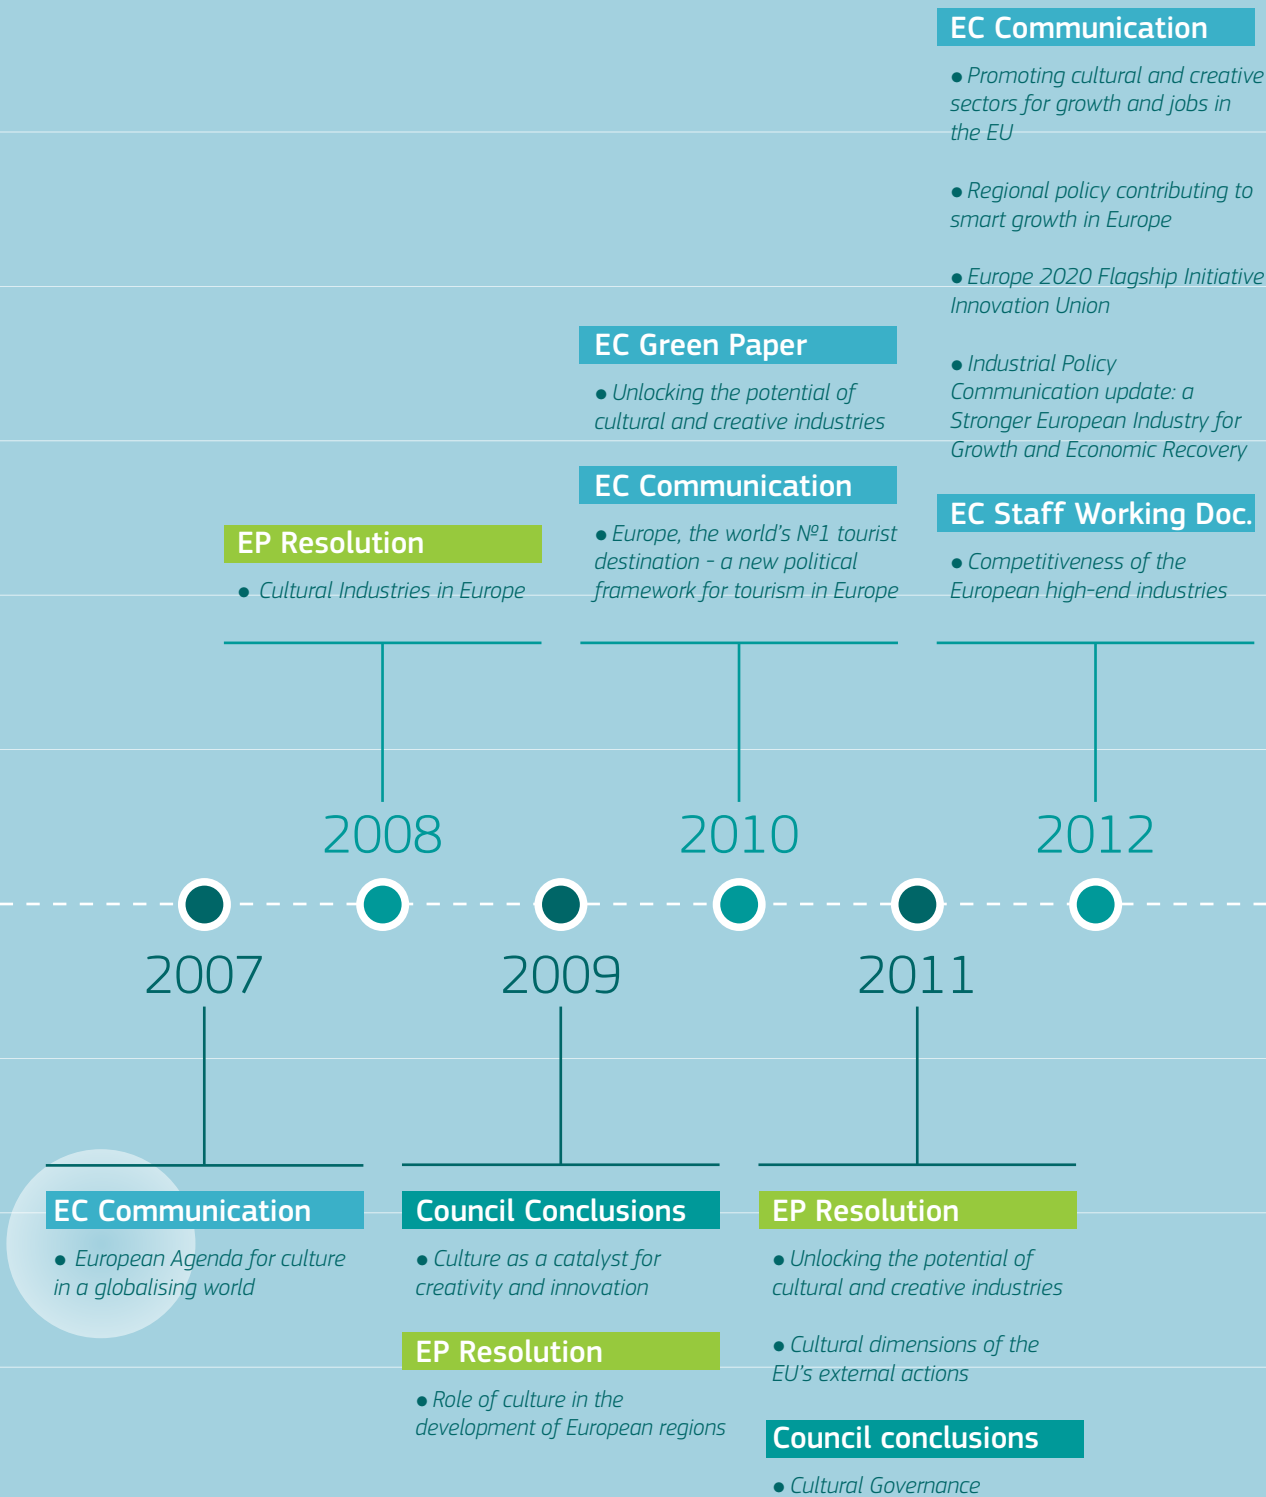 EC Communication
● Promoting cultural and creative
sectors for growth and jobs in
the EU
● Regional policy contributing to
smart growth in Europe
● Europe 2020 Flagship Initiative
Innovation Union
● Industrial Policy
Communication update: a
Stronger European Industry for
Growth and Economic Recovery
EC Staff Working Doc.
● Competitiveness of the
European high-end industries
EC Green Paper
● Unlocking the potential of
cultural and creative industries
EC Communication
● Europe, the world’s Nº1 tourist
destination - a new political
framework for tourism in Europe
EP Resolution
● Cultural Industries in Europe
2008
2010
2012
2007
2009
2011
EC Communication
● European Agenda for culture
in a globalising world
Council Conclusions
● Culture as a catalyst for
creativity and innovation
EP Resolution
● Role of culture in the
development of European regions
EP Resolution
● Unlocking the potential of
cultural and creative industries
● Cultural dimensions of the
EU’s external actions
Council conclusions
● Cultural Governance